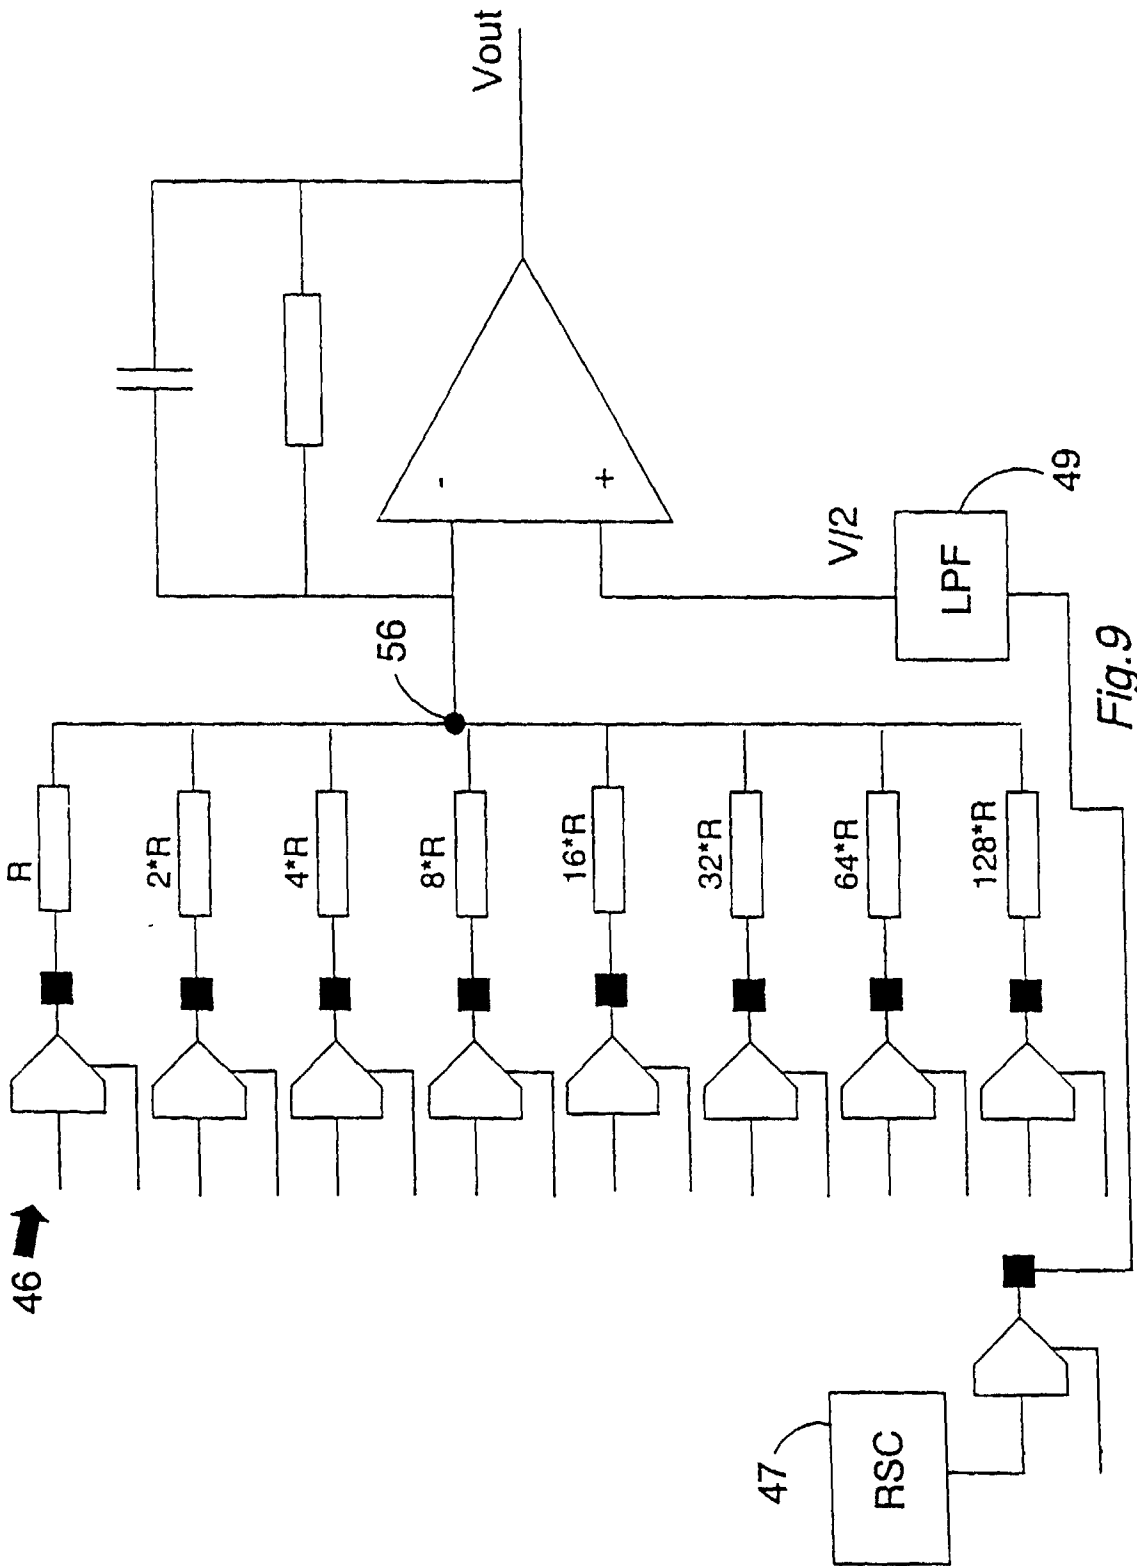 46
R
2*R
4*R
8*R
16*R
32*R
64*R
128*R
56
-
+
Vout
V/2
LPF
49
47
RSC
Fig.9